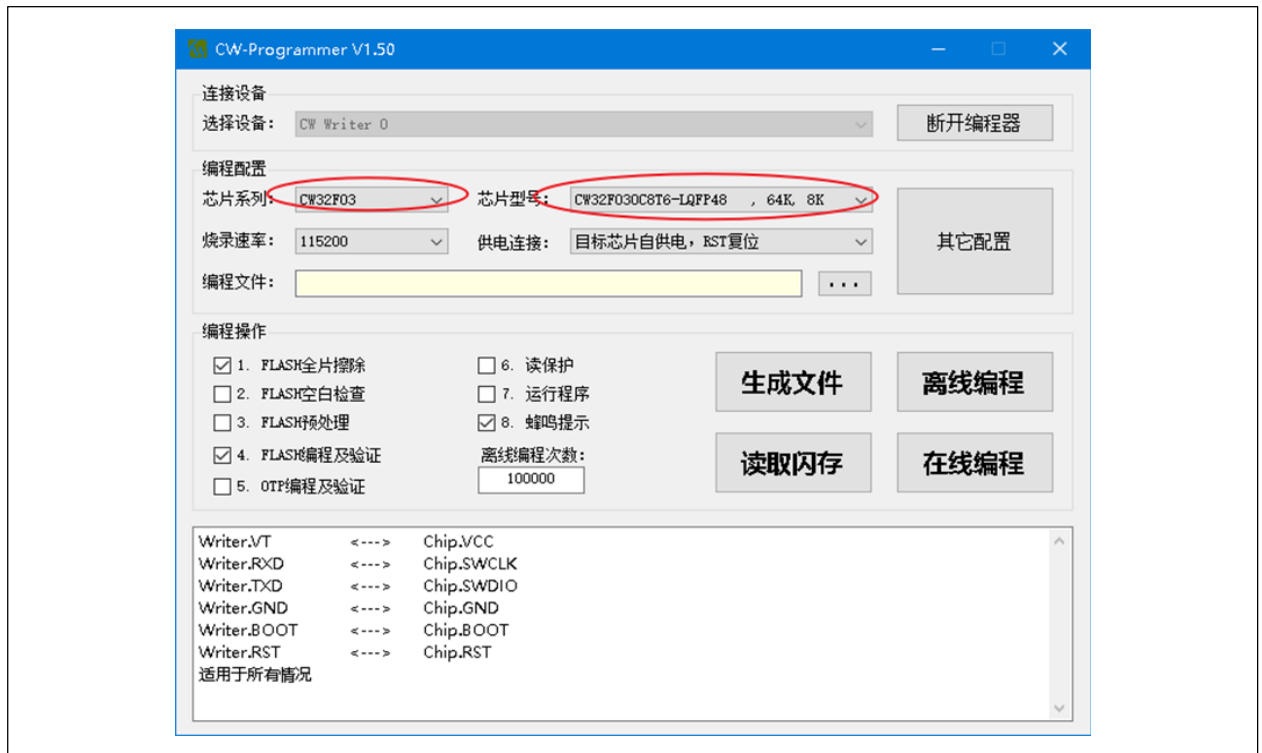 CW-Programmer V1.50
连接设备
选择设备： CW Writer 0 断开编程器
编程配置
芯片系列： CW32F03 芯片型号： CW32F030C8T6-LQFP48 , 64K, 8K
烧录速率： 115200 供电连接： 目标芯片自供电，RST复位 其它配置
编程文件： ...
编程操作
1. FLASH全片擦除 6. 读保护
2. FLASH空白检查 7. 运行程序 生成文件 离线编程
3. FLASH预处理 8. 蜂鸣提示
4. FLASH编程及验证 离线编程次数： 读取闪存 在线编程
5. OTP编程及验证 100000
Writer.VT <---> Chip.VCC
Writer.RXD <---> Chip.SWCLK
Writer.TXD <---> Chip.SWDIO
Writer.GND <---> Chip.GND
Writer.BOOT <---> Chip.BOOT
Writer.RST <---> Chip.RST
适用于所有情况